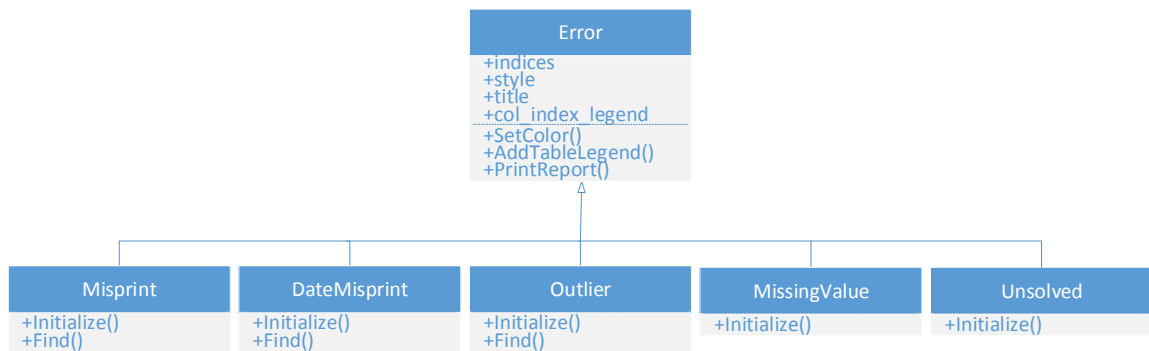 Error
+indices
+style
+title
+col_index_legend
+SetColor()
+AddTableLegend()
+PrintReport()
Misprint
+Initialize()
+Find()
DateMisprint
+Initialize()
+Find()
Outlier
+Initialize()
+Find()
MissingValue
+Initialize()
Unsolved
+Initialize()